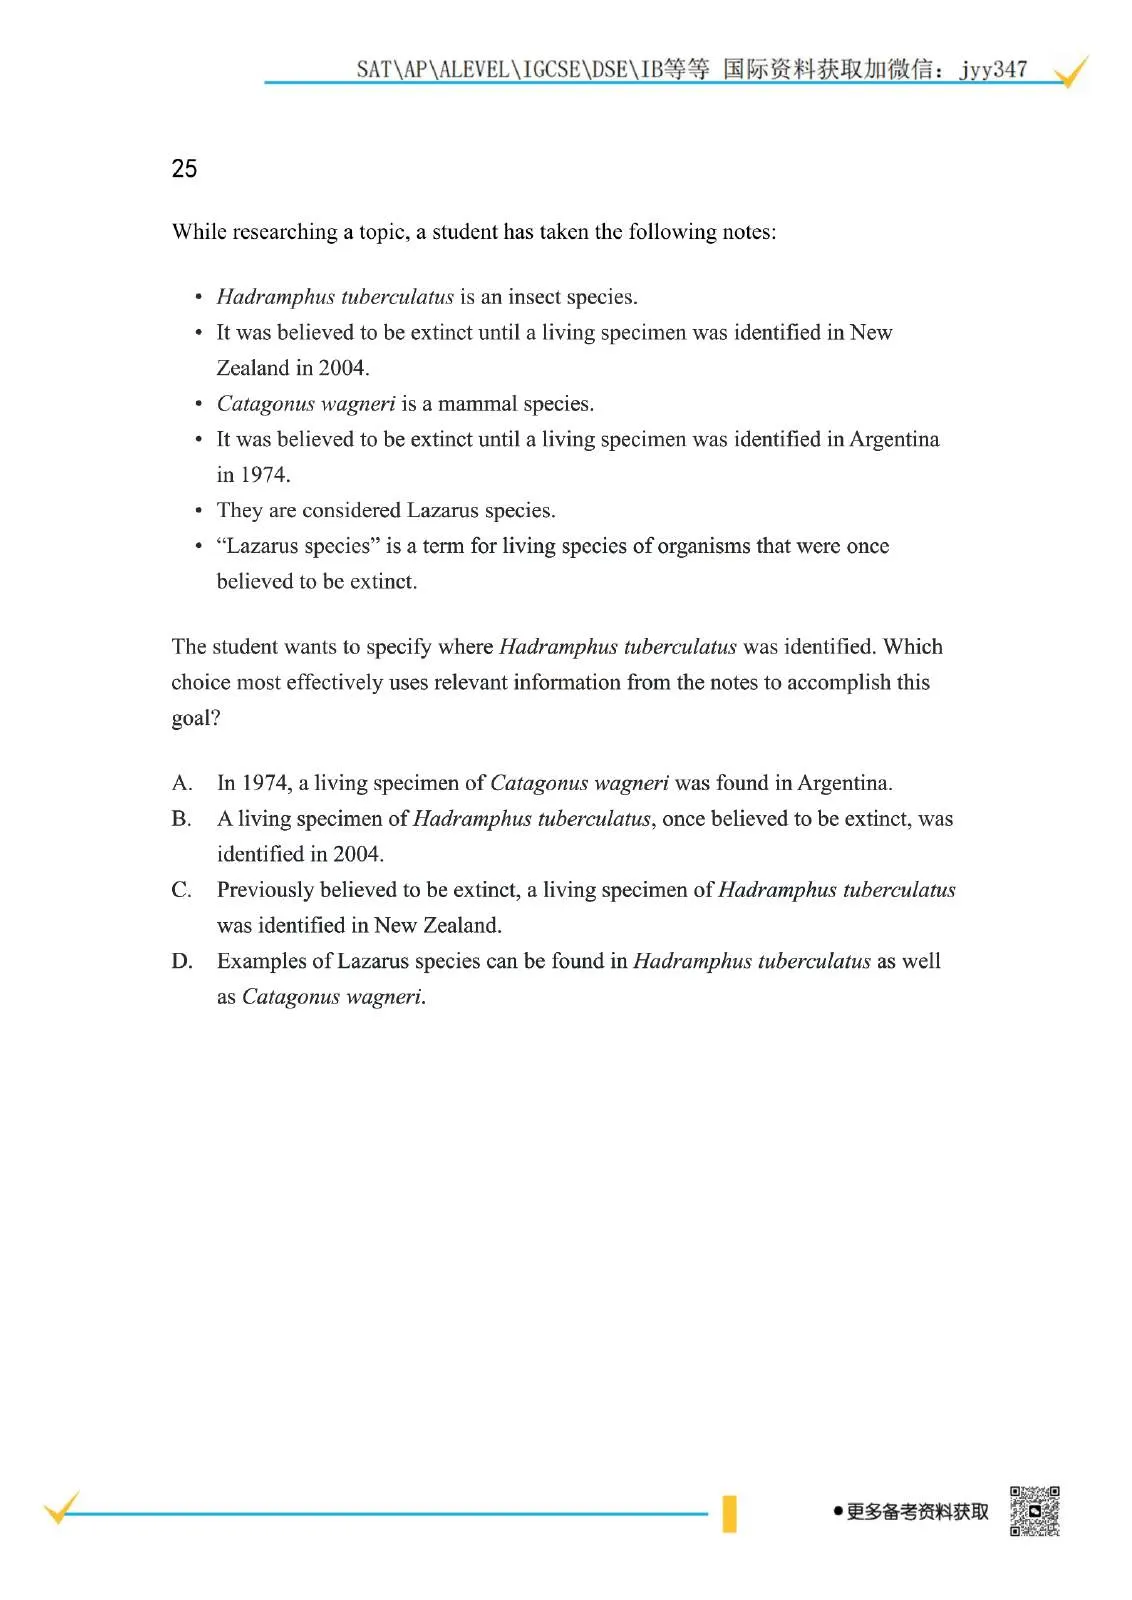 SAT\AP\ALEVEL\IGCSE\DSE\IB等等 国际资料获取加微信: jyy347
25
While researching a topic, a student has taken the following notes:
• Hadramphus tuberculatus is an insect species.
• It was believed to be extinct until a living specimen was identified in New
Zealand in 2004.
• Catagonus wagneri is a mammal species.
• It was believed to be extinct until a living specimen was identified in Argentina
in 1974.
• They are considered Lazarus species.
• “Lazarus species” is a term for living species of organisms that were once
believed to be extinct.
The student wants to specify where Hadramphus tuberculatus was identified. Which
choice most effectively uses relevant information from the notes to accomplish this
goal?
A. In 1974, a living specimen of Catagonus wagneri was found in Argentina.
B. A living specimen of Hadramphus tuberculatus, once believed to be extinct, was
identified in 2004.
C. Previously believed to be extinct, a living specimen of Hadramphus tuberculatus
was identified in New Zealand.
D. Examples of Lazarus species can be found in Hadramphus tuberculatus as well
as Catagonus wagneri.
•更多备考资料获取